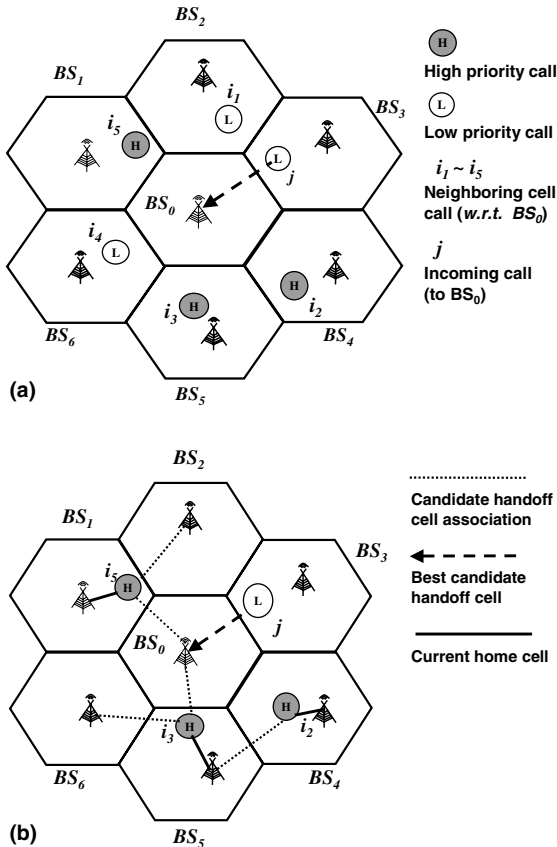 BS₂
BS₁
BS₃
i₁
L
i₅
H
L
j
BS₀
i₄
L
H
i₂
H
i₃
BS₆
BS₄
BS₅
(a)
H
High priority call
L
Low priority call
i₁ ~ i₅
Neighboring cell
call (w.r.t. BS₀)
j
Incoming call
(to BS₀)
BS₂
BS₁
BS₃
i₅
H
L
j
BS₀
H
i₃
H
i₂
BS₆
BS₄
BS₅
(b)
Candidate handoff
cell association
Best candidate
handoff cell
Current home cell